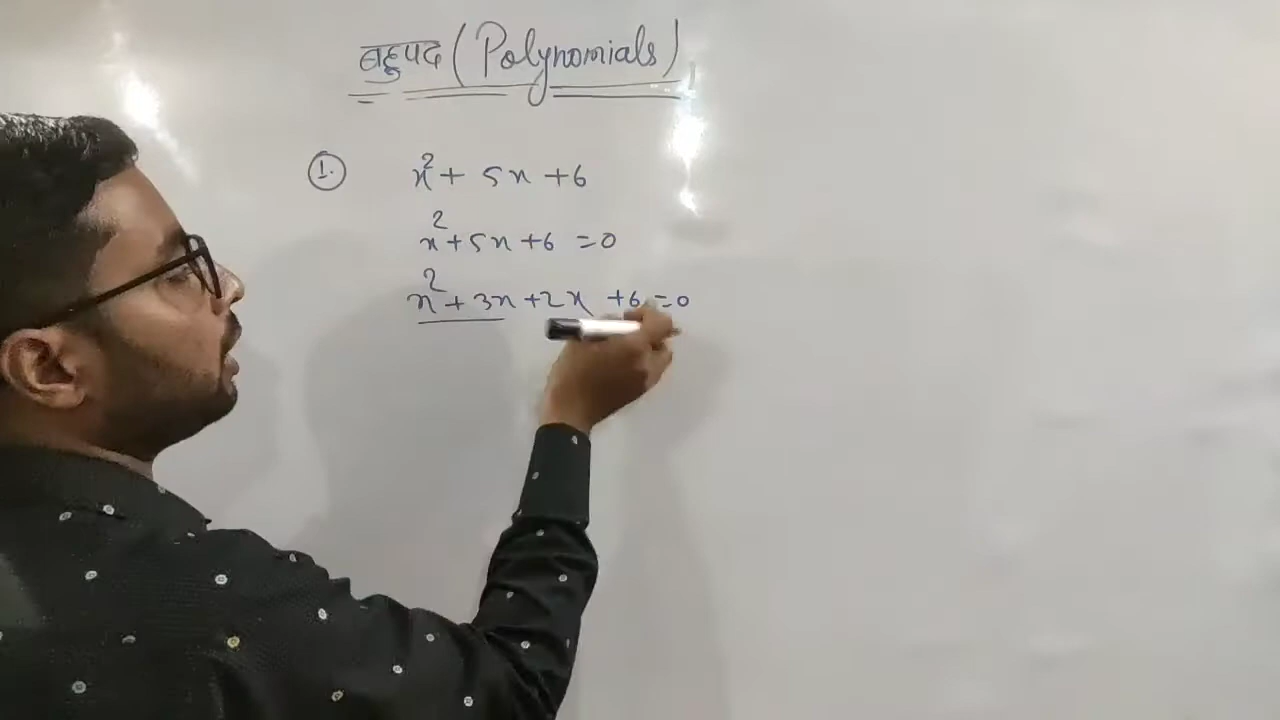 बहुपद (Polynomials)
1. x² + 5x + 6
x² + 5x + 6 = 0
x² + 3x + 2x + 6 = 0